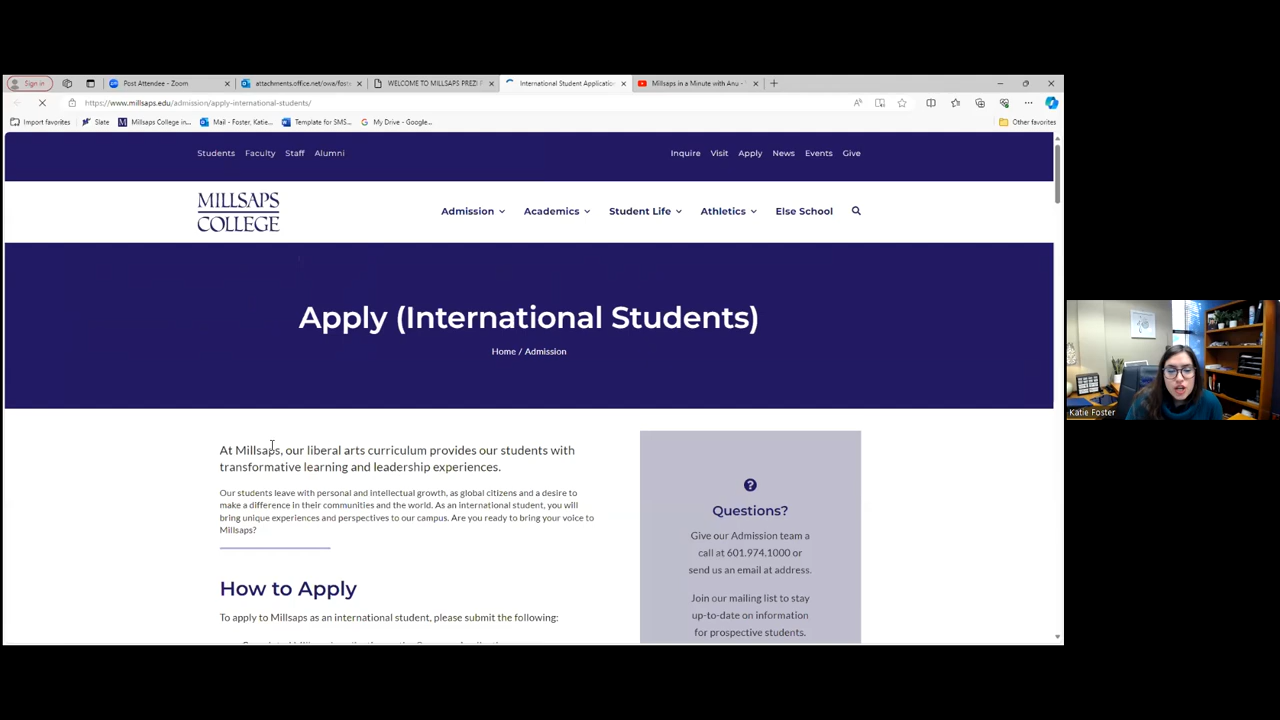 Sign in
Post Attendee - Zoom
attachments.office.net/owa/fost
WELCOME TO MILLSAPS PREZI
International Student Application
Millsaps in a Minute with Anu -
https://www.millsaps.edu/admission/apply-international-students/
Import favorites
Slate
Millsaps College in...
Mail - Foster, Katie...
Template for SMS...
My Drive - Google...
Other favorites
Students Faculty Staff Alumni
Inquire Visit Apply News Events Give
MILLSAPS
COLLEGE
Admission Academics Student Life Athletics Else School
Apply (International Students)
Home / Admission
At Millsaps, our liberal arts curriculum provides our students with
transformative learning and leadership experiences.
Our students leave with personal and intellectual growth, as global citizens and a desire to
make a difference in their communities and the world. As an international student, you will
bring unique experiences and perspectives to our campus. Are you ready to bring your voice to
Millsaps?
How to Apply
To apply to Millsaps as an international student, please submit the following:
Questions?
Give our Admission team a
call at 601.974.1000 or
send us an email at address.
Join our mailing list to stay
up-to-date on information
for prospective students.
Katie Foster